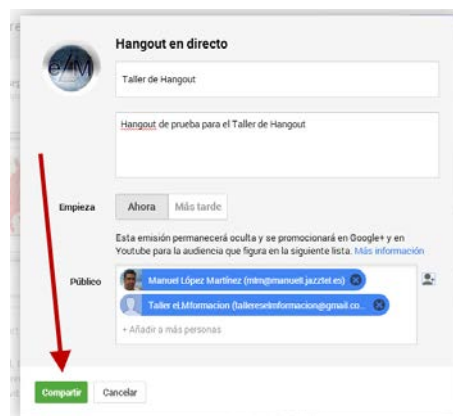 Hangout en directo
Taller de Hangout
Hangout de prueba para el Taller de Hangout
Empieza
Ahora Más tarde
Esta emisión permanecerá oculta y se promocionará en Google+ y en
Youtube para la audiencia que figura en la siguiente lista. Más información
Público
Manuel López Martínez (mlm@manuell.jazztel.es)
Taller eLMformacion (tallereselmformacion@gmail.co...
+ Añadir a más personas
Compartir Cancelar